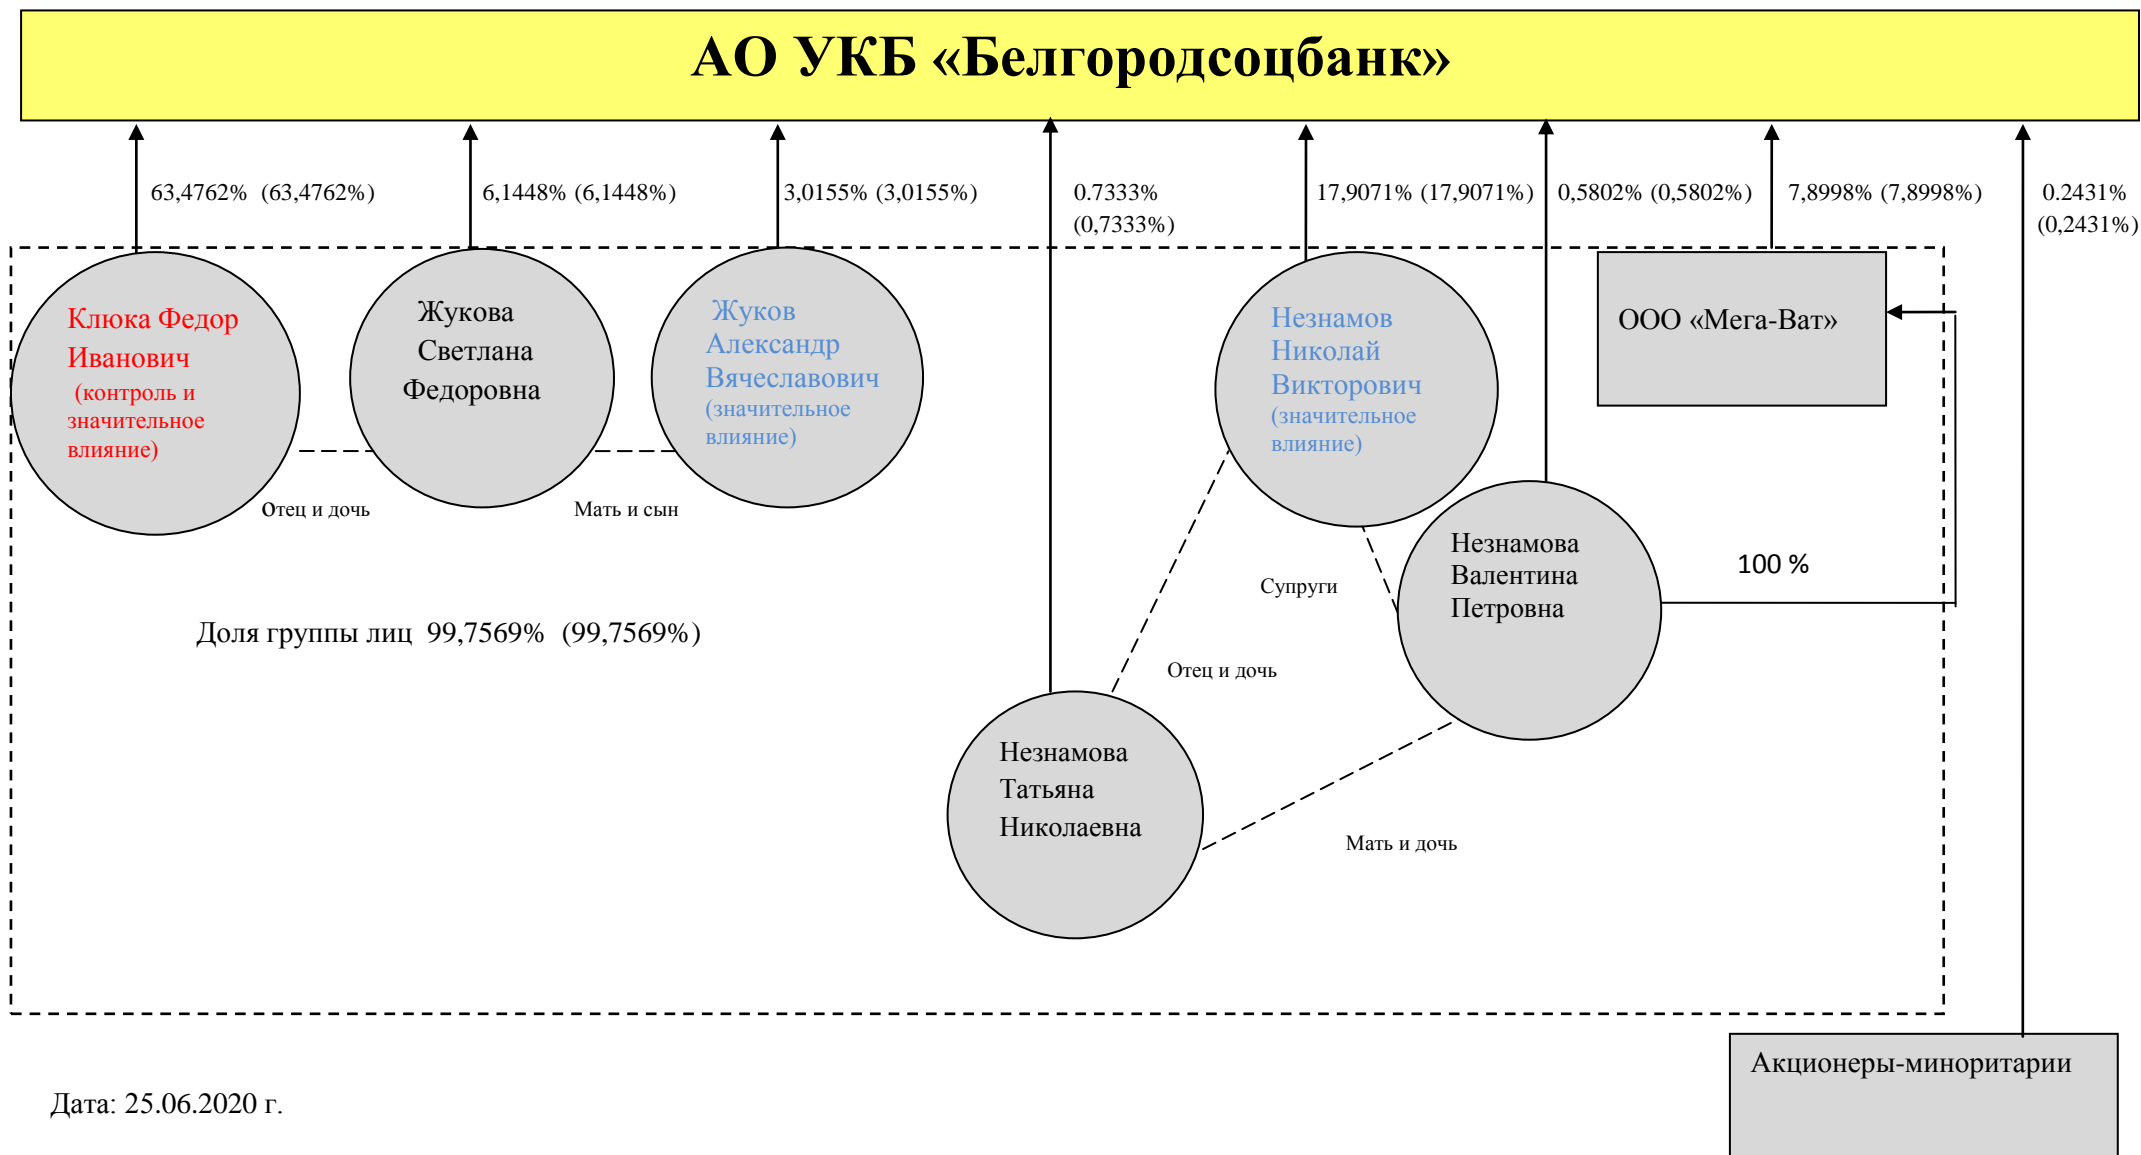 АО УКБ «Белгородсоцбанк»
63,4762% (63,4762%)
6,1448% (6,1448%)
3,0155% (3,0155%)
0.7333%
(0,7333%)
17,9071% (17,9071%)
0,5802% (0,5802%)
7,8998% (7,8998%)
0.2431%
(0,2431%)
Клюка Федор
Иванович
(контроль и
значительное
влияние)
Жукова
Светлана
Федоровна
Жуков
Александр
Вячеславович
(значительное
влияние)
Незнамов
Николай
Викторович
(значительное
влияние)
ООО «Мега-Ват»
Отец и дочь
Мать и сын
Незнамова
Валентина
Петровна
100 %
Супруги
Доля группы лиц 99,7569% (99,7569%)
Отец и дочь
Незнамова
Татьяна
Николаевна
Мать и дочь
Акционеры-миноритарии
Дата: 25.06.2020 г.